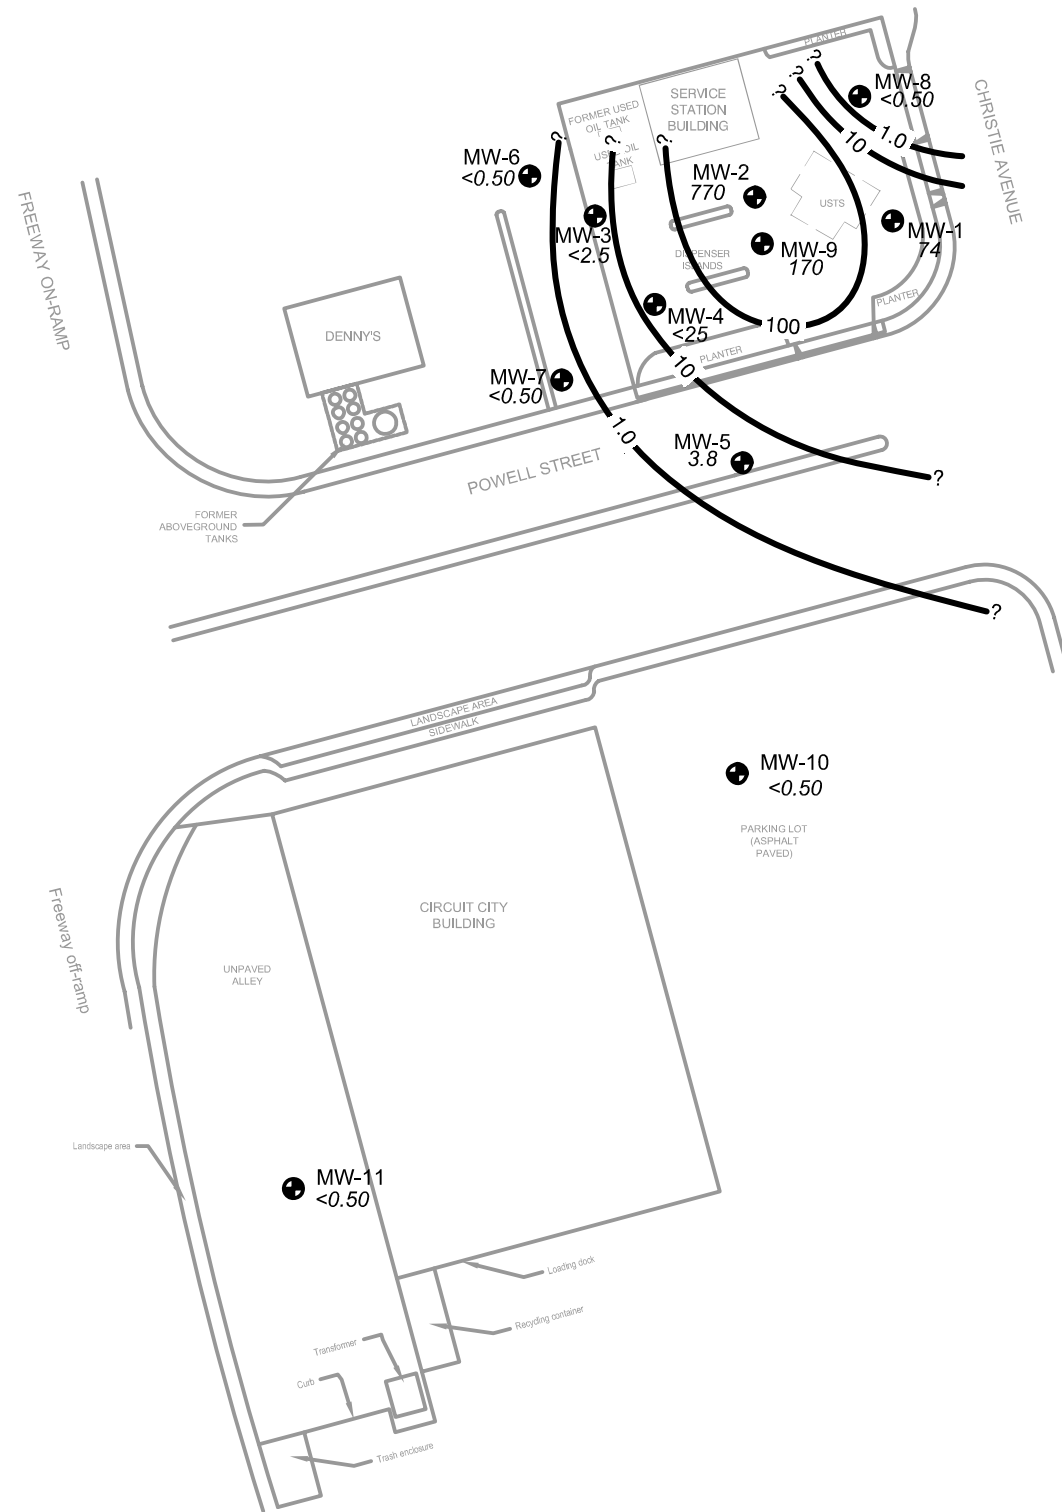 PLANTER
?
?
?
MW-8
<0.50
SERVICE
STATION
BUILDING
FORMER USED
OIL TANK
USED OIL
TANK
?
?
?
1.0
10
CHRISTIE AVENUE
MW-6
<0.50
MW-2
770
USTS
MW-1
74
MW-3
<2.5
MW-9
170
DISPENSER
ISLANDS
FREEWAY ON-RAMP
PLANTER
MW-4
<25
100
DENNY'S
PLANTER
10
MW-7
<0.50
1.0
MW-5
3.8
POWELL STREET
?
FORMER
ABOVEGROUND
TANKS
?
LANDSCAPE AREA
SIDEWALK
MW-10
<0.50
PARKING LOT
(ASPHALT
PAVED)
CIRCUIT CITY
BUILDING
Freeway off-ramp
UNPAVED
ALLEY
Landscape area
MW-11
<0.50
Loading dock
Recycling container
Transformer
Curb
Trash enclosure